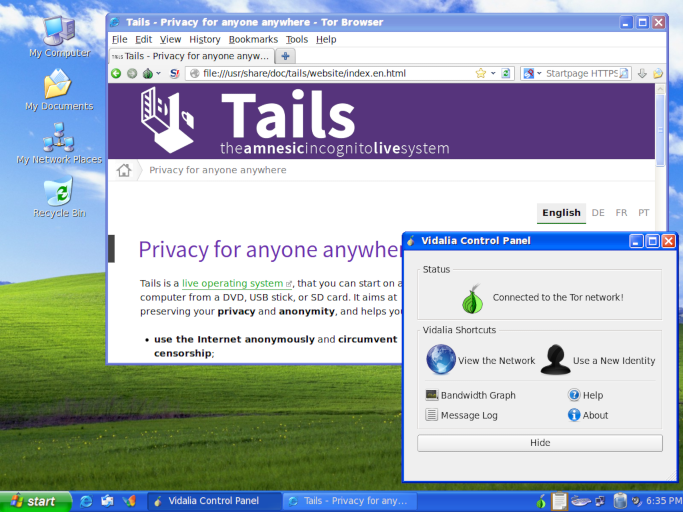 My Computer
My Documents
My Network Places
Recycle Bin
Tails - Privacy for anyone anywhere - Tor Browser
File Edit View History Bookmarks Tools Help
Tails - Privacy for anyone anyw...
file:///usr/share/doc/tails/website/index.en.html
Startpage HTTPS
Tails
theamnesicincognitolivesystem
Privacy for anyone anywhere
English DE FR PT
Privacy for anyone anywhe
Tails is a live operating system, that you can start on a
computer from a DVD, USB stick, or SD card. It aims at
preserving your privacy and anonymity, and helps yo
• use the Internet anonymously and circumvent
censorship;
Vidalia Control Panel
Status
Connected to the Tor network!
Vidalia Shortcuts
View the Network
Use a New Identity
Bandwidth Graph
Help
Message Log
About
Hide
start
Vidalia Control Panel
Tails - Privacy for any...
6:35 PM